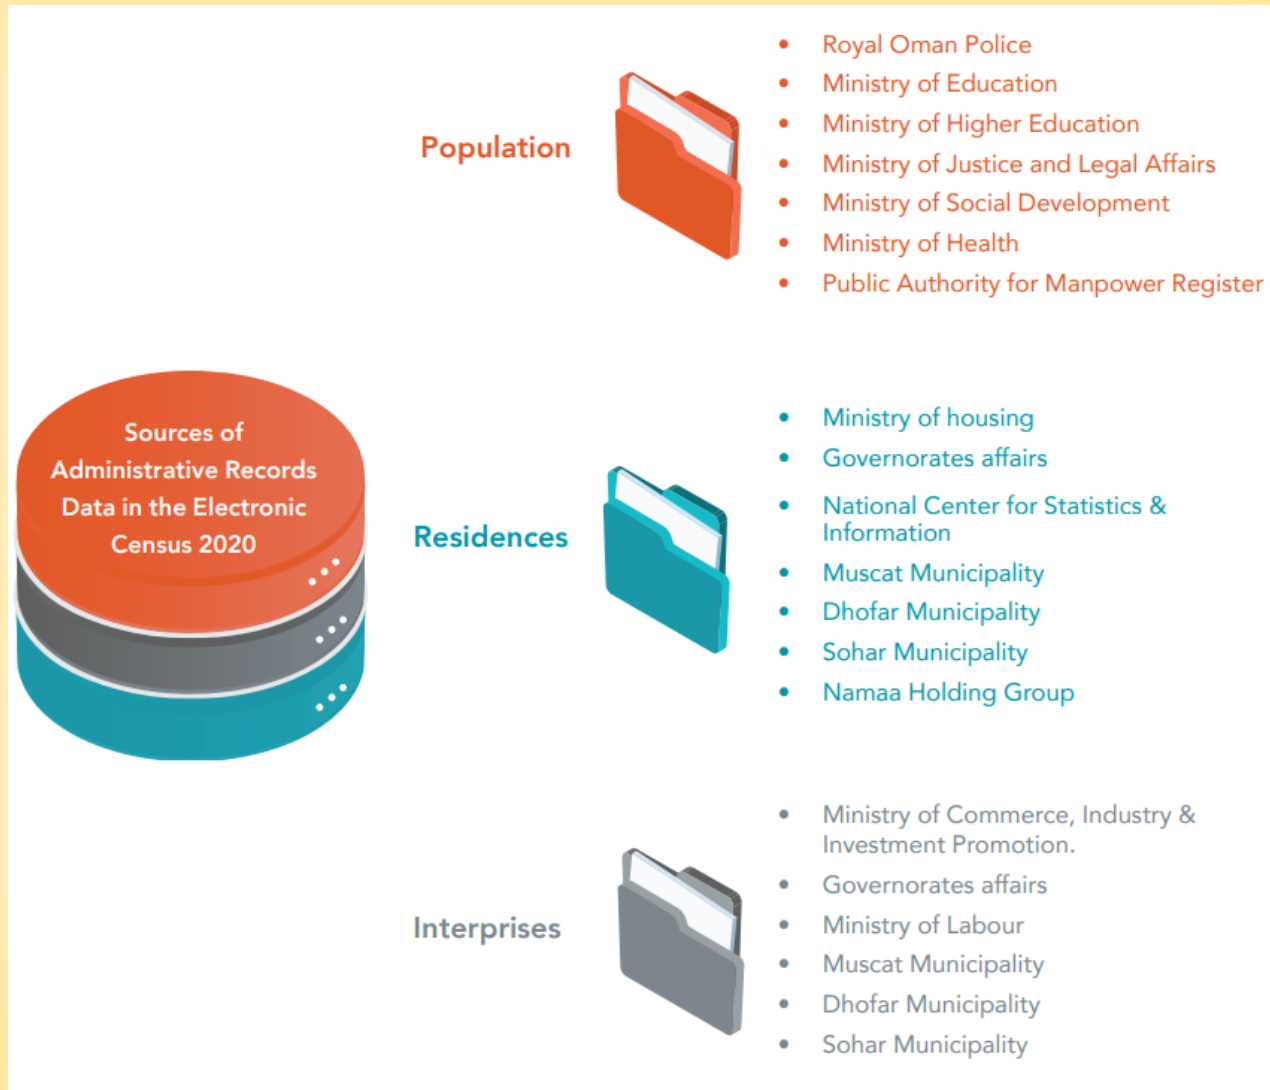 Sources of
Administrative Records
Data in the Electronic
Census 2020
Population
• Royal Oman Police
• Ministry of Education
• Ministry of Higher Education
• Ministry of Justice and Legal Affairs
• Ministry of Social Development
• Ministry of Health
• Public Authority for Manpower Register
Residences
• Ministry of housing
• Governorates affairs
• National Center for Statistics &
Information
• Muscat Municipality
• Dhofar Municipality
• Sohar Municipality
• Namaa Holding Group
Interprises
• Ministry of Commerce, Industry &
Investment Promotion.
• Governorates affairs
• Ministry of Labour
• Muscat Municipality
• Dhofar Municipality
• Sohar Municipality